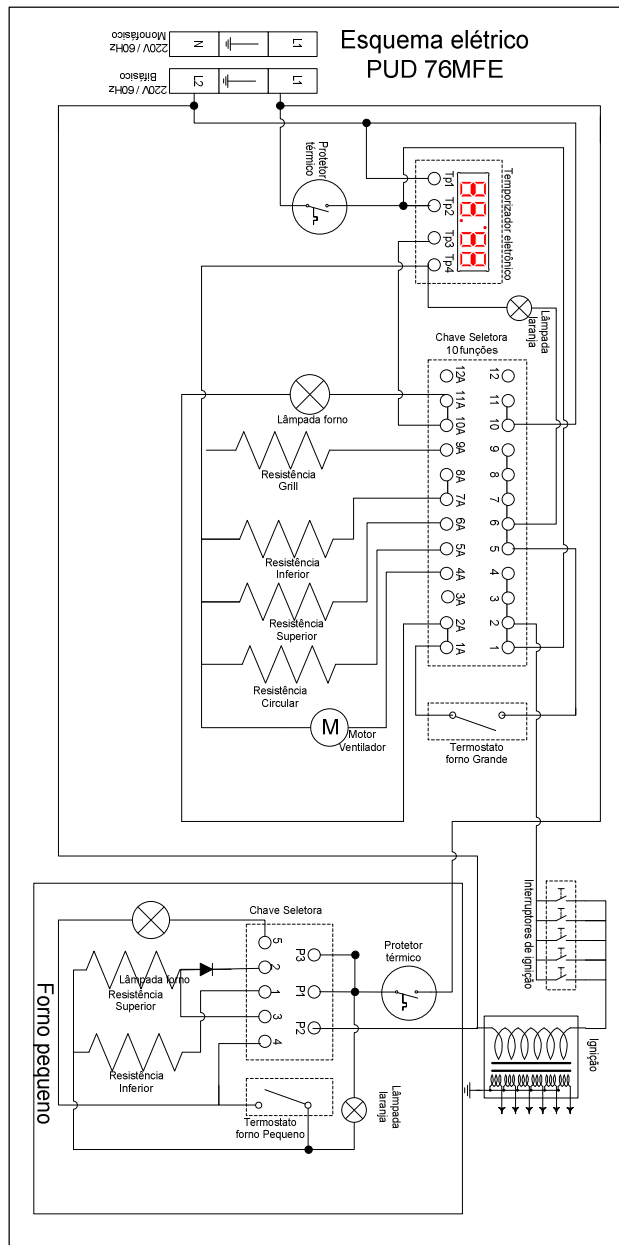 Esquema elétrico
PUD 76MFE
Monofásico
220V / 60Hz
N
L1
Bifásico
220V / 60Hz
L2
L1
Protetor
térmico
Temporizador eletrônico
Tp1
Tp2
Tp3
Tp4
88:88
Lâmpada
laranja
Chave Seletora
10 funções
12A
12
11A
11
10A
10
9A
9
8A
8
7A
7
6A
6
5A
5
4A
4
3A
3
2A
2
1A
1
Lâmpada forno
Resistência
Grill
Resistência
Inferior
Resistência
Superior
Resistência
Circular
M
Motor
Ventilador
Termostato
forno Grande
Interruptores de ignição
Ignição
Forno pequeno
Chave Seletora
5
2
1
3
4
P3
P1
P2
Protetor
térmico
Lâmpada forno
Resistência
Superior
Resistência
Inferior
Termostato
forno Pequeno
Lâmpada
laranja